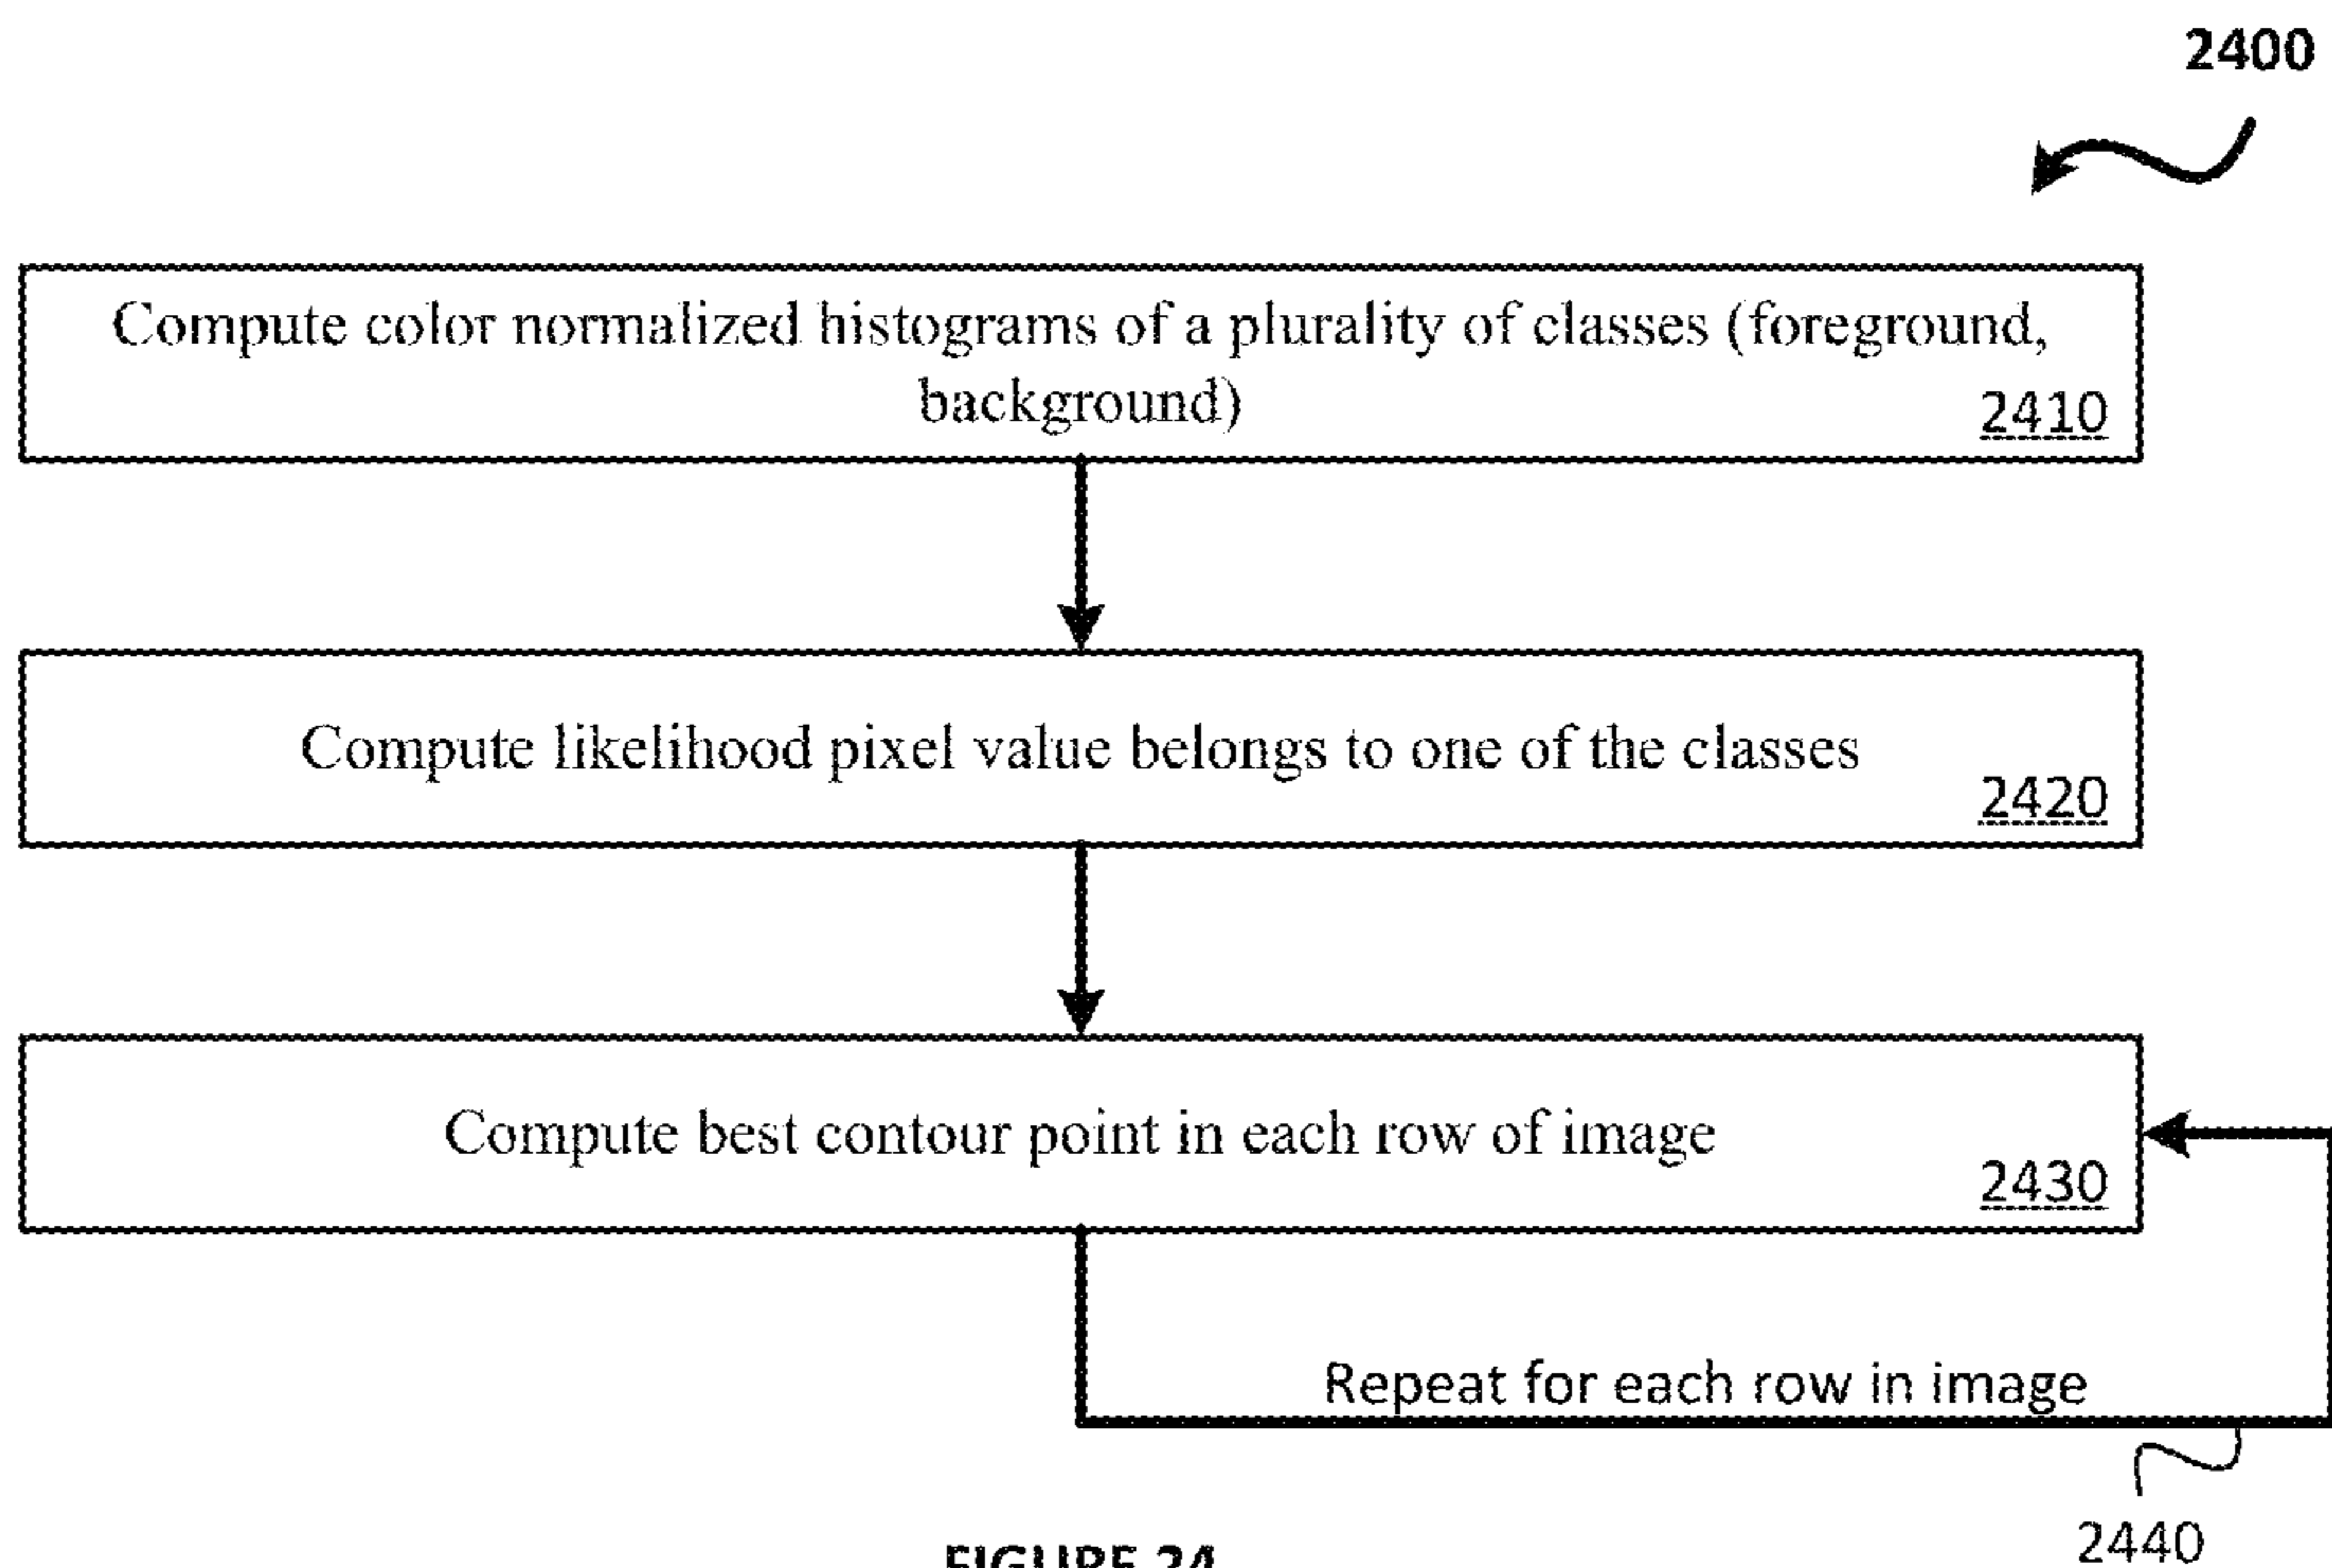 2400
Compute color normalized histograms of a plurality of classes (foreground,
background)
2410
Compute likelihood pixel value belongs to one of the classes
2420
Compute best contour point in each row of image
2430
Repeat for each row in image
2440
FIGURE 24